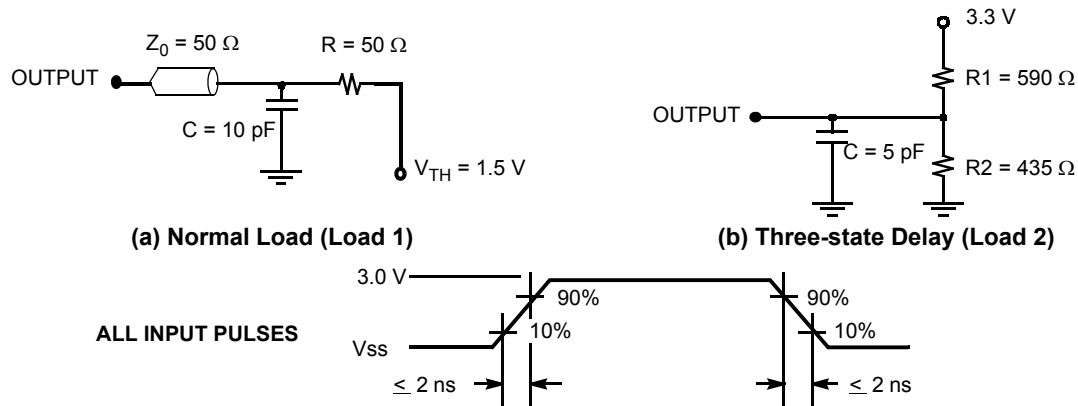 Z0 = 50 Ω
R = 50 Ω
OUTPUT
C = 10 pF
VTH = 1.5 V
(a) Normal Load (Load 1)
3.3 V
R1 = 590 Ω
OUTPUT
C = 5 pF
R2 = 435 Ω
(b) Three-state Delay (Load 2)
ALL INPUT PULSES
3.0 V
90%
10%
Vss
≤ 2 ns
90%
10%
≤ 2 ns